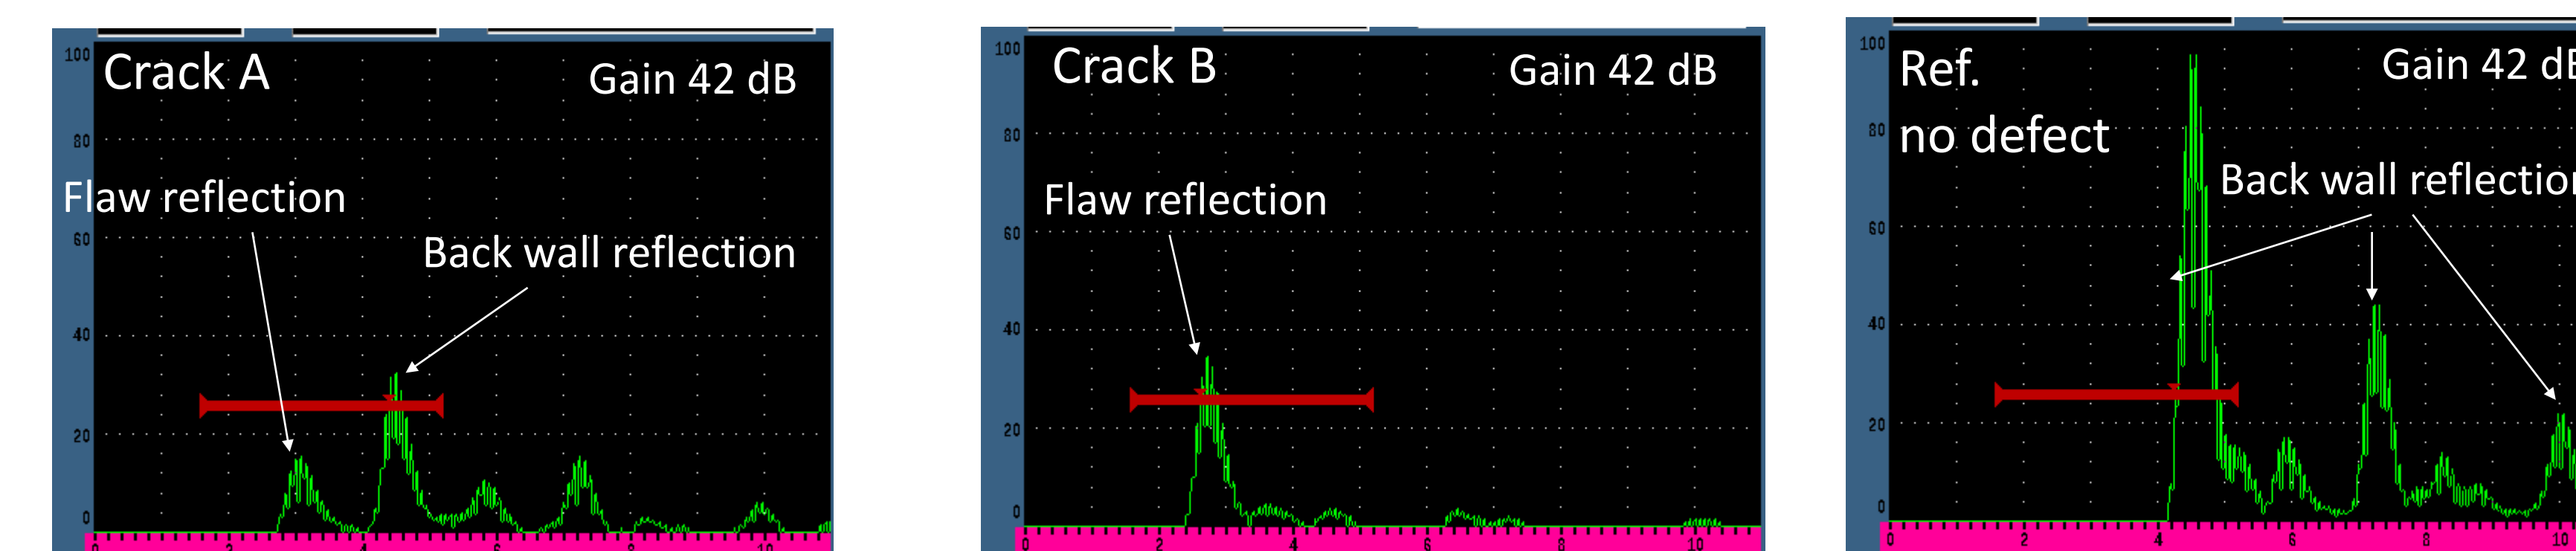 100
Crack A
Gain 42 dB
80
Flaw reflection
60
Back wall reflection
40
20
0
0 2 4 6 8 10
100
Crack B
Gain 42 dB
80
Flaw reflection
60
40
20
0
0 2 4 6 8 10
100
Ref.
Gain 42 dB
no defect
80
Back wall reflection
60
40
20
0
0 2 4 6 8 10